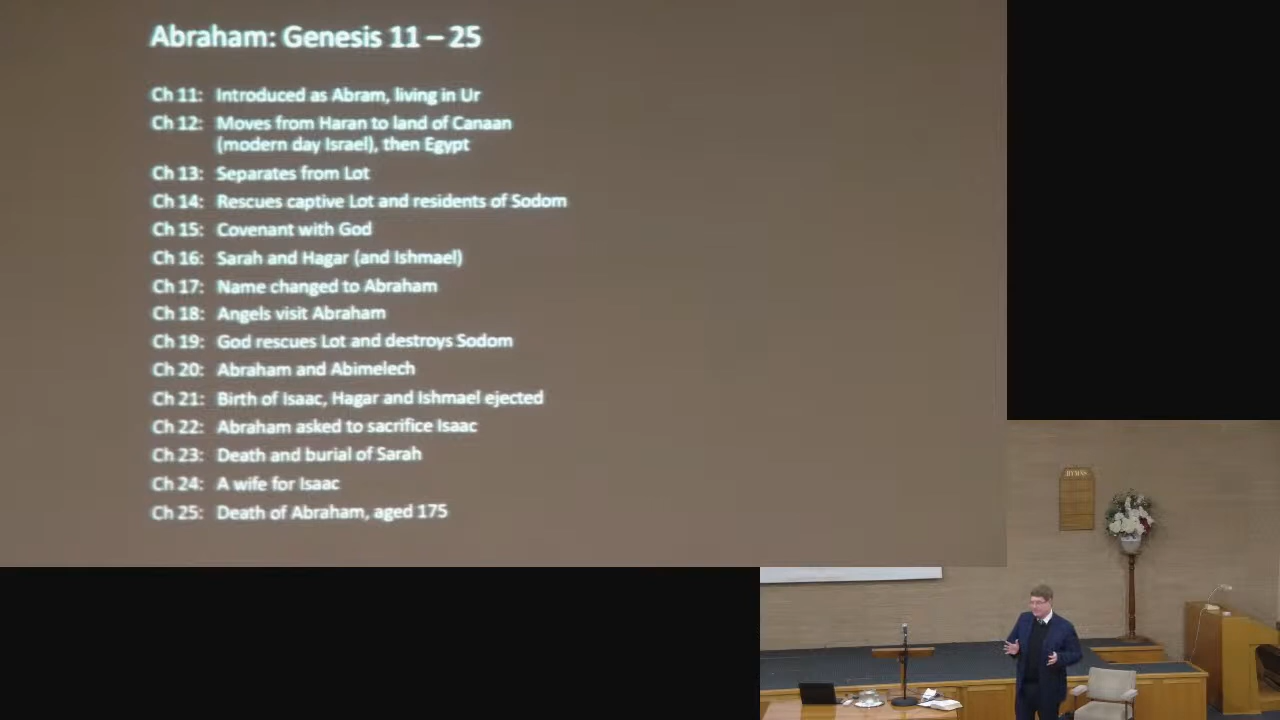 Abraham: Genesis 11 – 25
Ch 11: Introduced as Abram, living in Ur
Ch 12: Moves from Haran to land of Canaan
(modern day Israel), then Egypt
Ch 13: Separates from Lot
Ch 14: Rescues captive Lot and residents of Sodom
Ch 15: Covenant with God
Ch 16: Sarah and Hagar (and Ishmael)
Ch 17: Name changed to Abraham
Ch 18: Angels visit Abraham
Ch 19: God rescues Lot and destroys Sodom
Ch 20: Abraham and Abimelech
Ch 21: Birth of Isaac, Hagar and Ishmael ejected
Ch 22: Abraham asked to sacrifice Isaac
Ch 23: Death and burial of Sarah
Ch 24: A wife for Isaac
Ch 25: Death of Abraham, aged 175
HYMNS